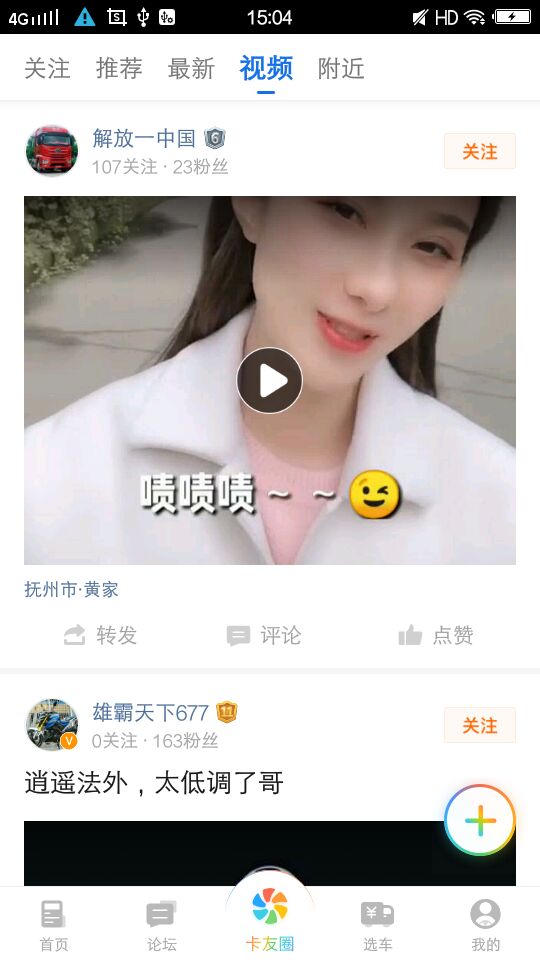 4G 15:04 HD
关注 推荐 最新 视频 附近
解放一中国 6
107关注 · 23粉丝
关注
啧啧啧~ ~
抚州市·黄家
转发 评论 点赞
雄霸天下677 11
V
0关注 · 163粉丝
关注
逍遥法外，太低调了哥
首页 论坛 卡友圈 选车 我的